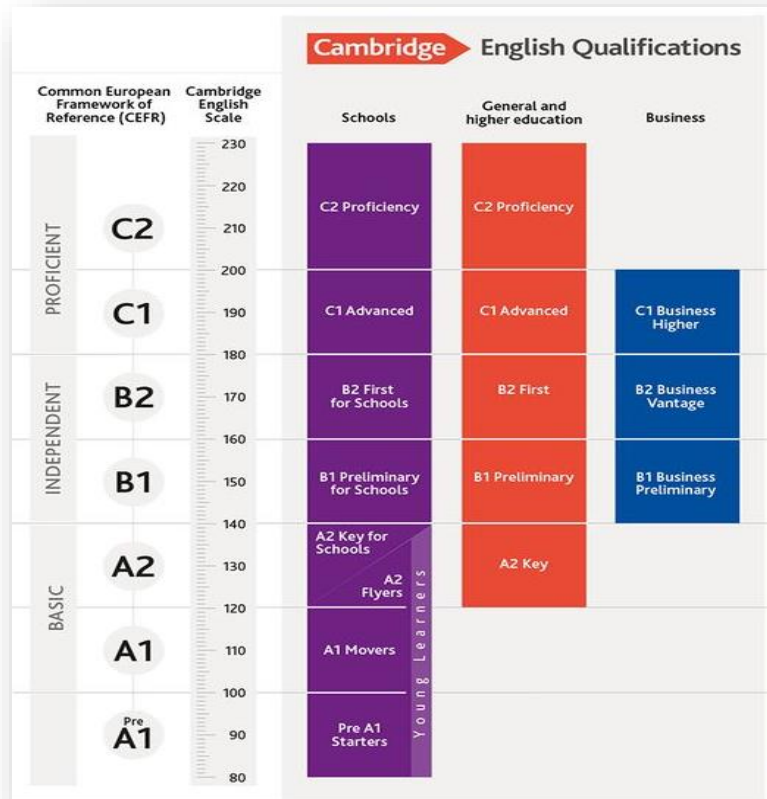 Cambridge English Qualifications
Common European
Framework of
Reference (CEFR)
Cambridge
English
Scale
Schools
General and
higher education
Business
PROFICIENT
INDEPENDENT
BASIC
C2
C1
B2
B1
A2
A1
Pre
A1
230
220
210
200
190
180
170
160
150
140
130
120
110
100
90
80
C2 Proficiency
C1 Advanced
B2 First
for Schools
B1 Preliminary
for Schools
A2 Key for
Schools
A2
Flyers
A1 Movers
Pre A1
Starters
Young Learners
C2 Proficiency
C1 Advanced
B2 First
B1 Preliminary
A2 Key
C1 Business
Higher
B2 Business
Vantage
B1 Business
Preliminary